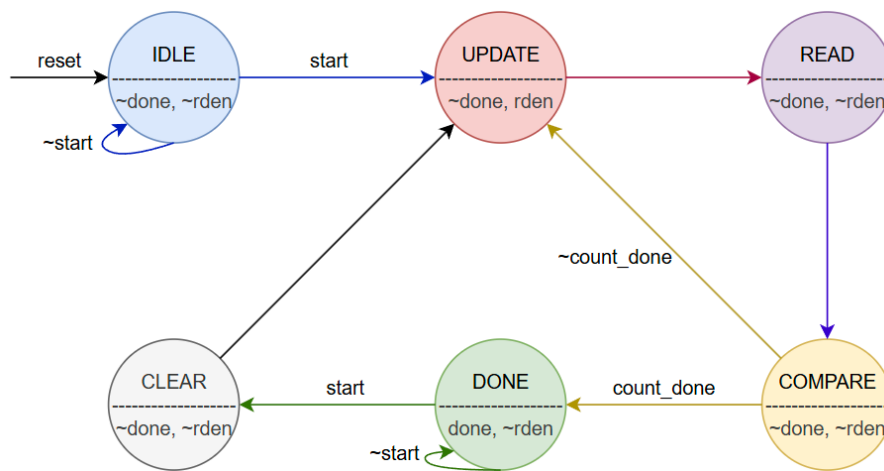 reset
IDLE
~done, ~rden
~start
start
UPDATE
~done, rden
READ
~done, ~rden
~count_done
CLEAR
~done, ~rden
start
DONE
done, ~rden
~start
count_done
COMPARE
~done, ~rden